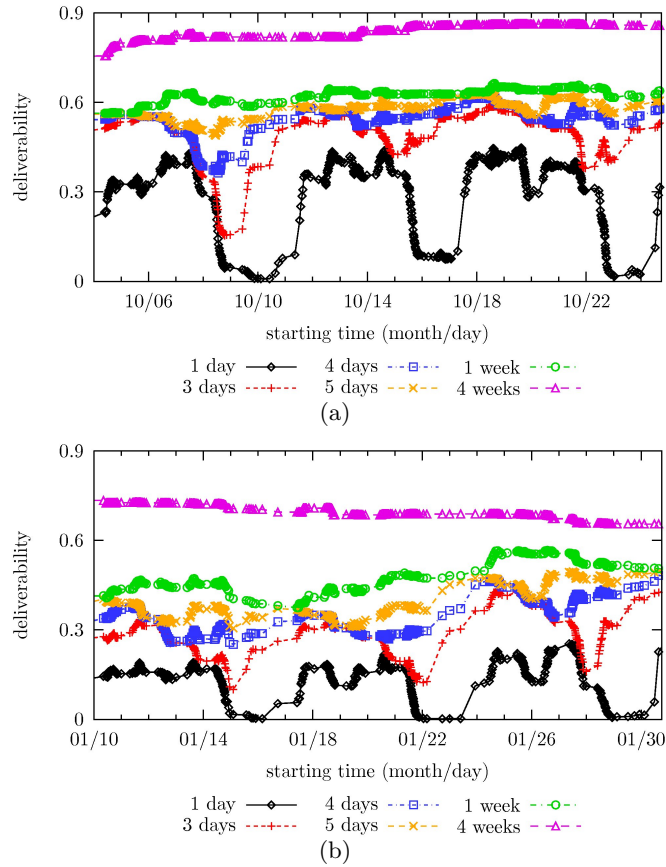 0.9
0.6
0.3
0
deliverability
10/06 10/10 10/14 10/18 10/22
starting time (month/day)
1 day 4 days 1 week
3 days 5 days 4 weeks
(a)
0.9
0.6
0.3
0
deliverability
01/10 01/14 01/18 01/22 01/26 01/30
starting time (month/day)
1 day 4 days 1 week
3 days 5 days 4 weeks
(b)